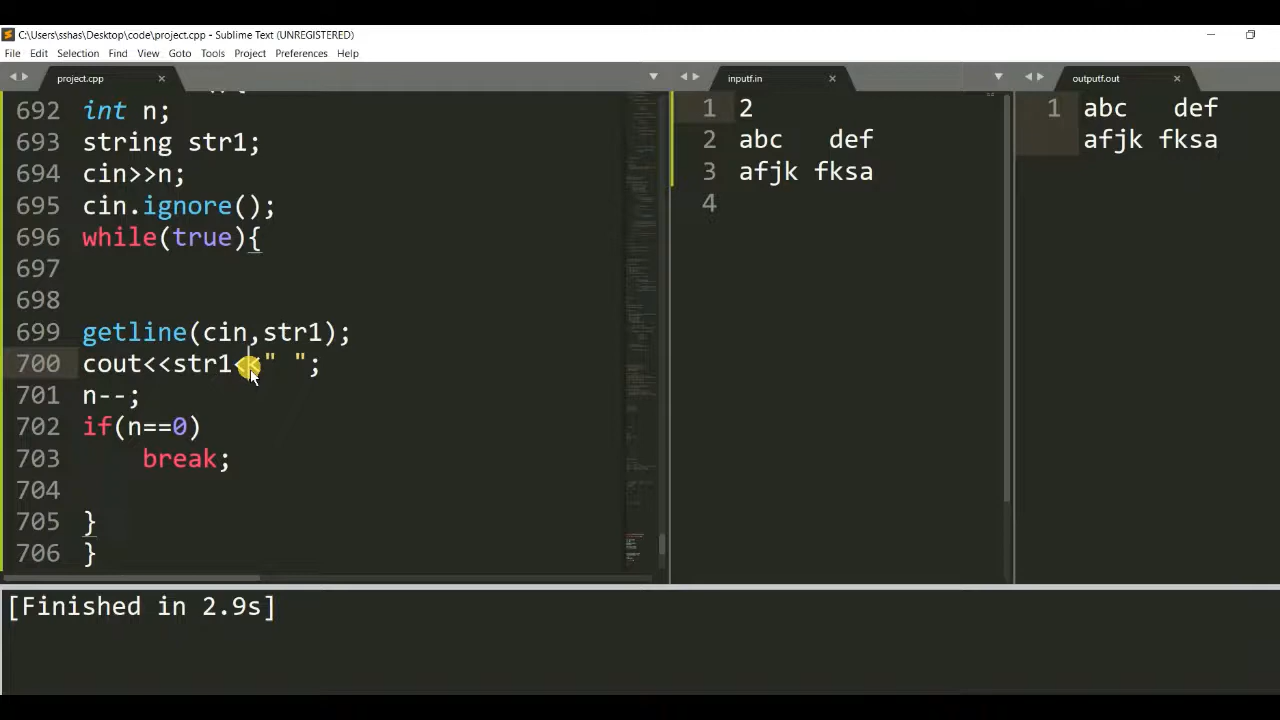 C:\Users\sshas\Desktop\code\project.cpp - Sublime Text (UNREGISTERED)
File Edit Selection Find View Goto Tools Project Preferences Help
project.cpp
692 int n;
693 string str1;
694 cin>>n;
695 cin.ignore();
696 while(true){
697
698
699 getline(cin,str1);
700 cout<<str1<<" ";
701 n--;
702 if(n==0)
703 break;
704
705 }
706 }
inputf.in
1 2
2 abc def
3 afjk fksa
4
outputf.out
1 abc def
afjk fksa
[Finished in 2.9s]